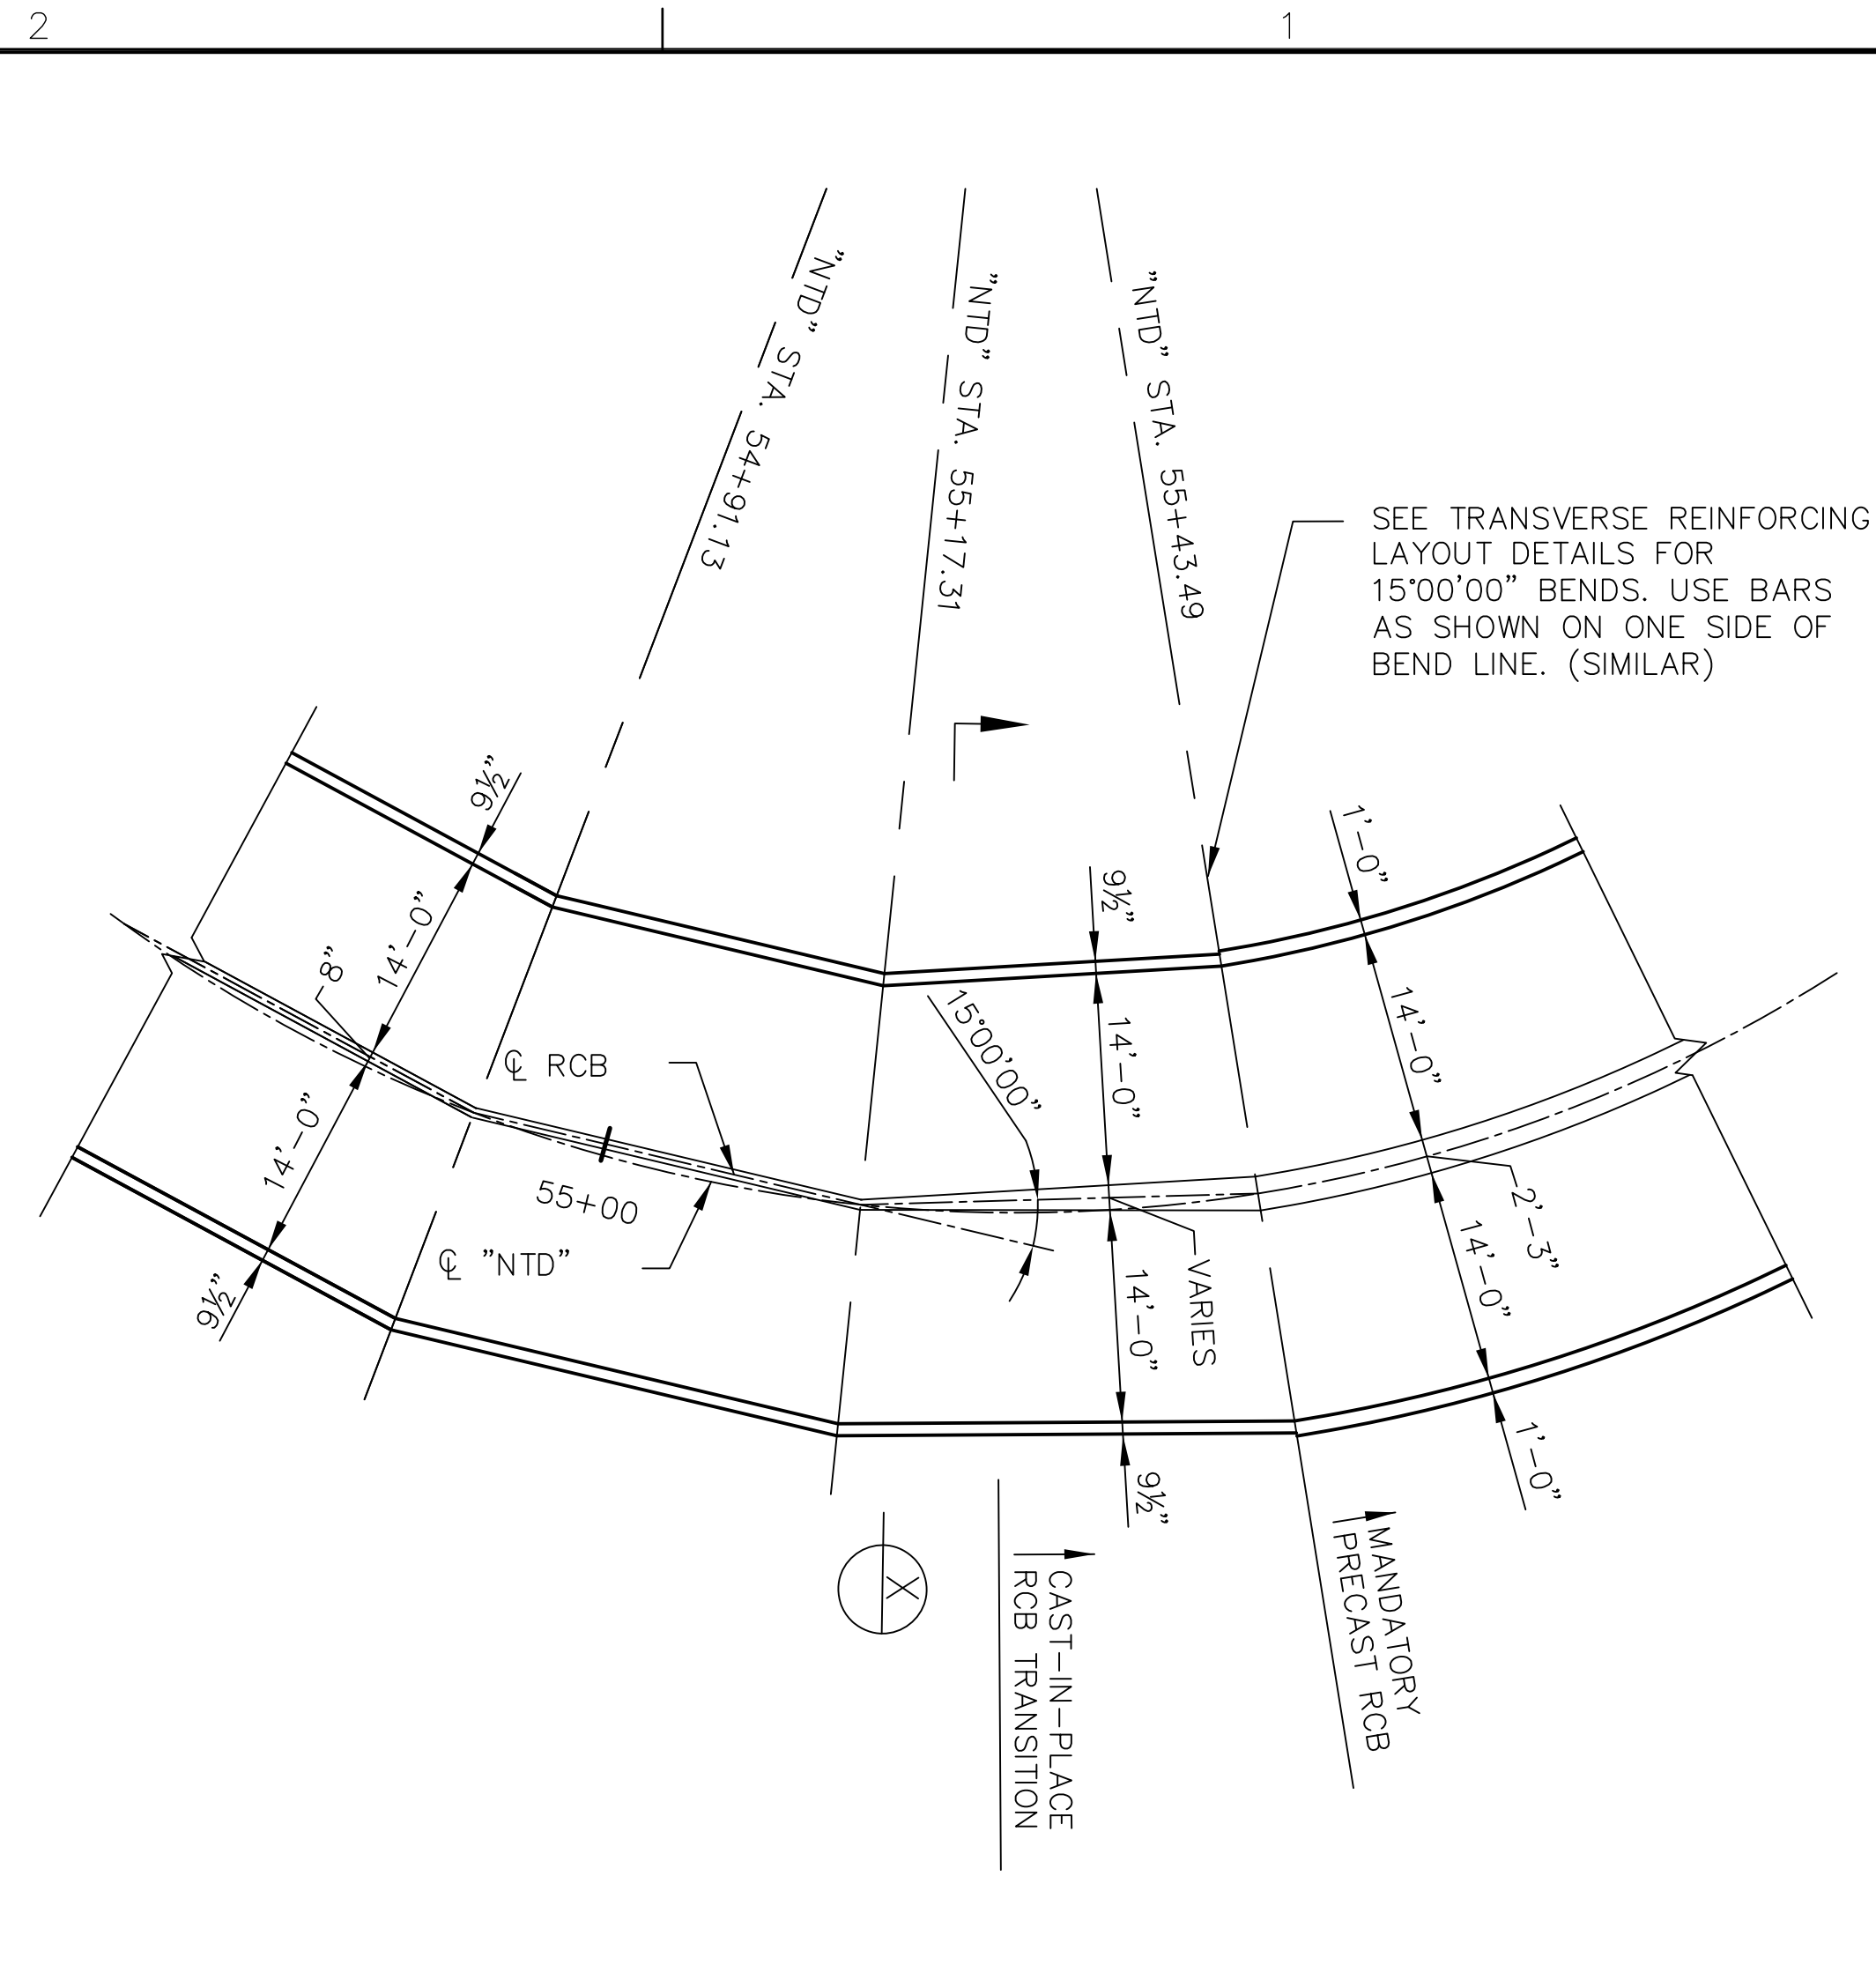 2
1
"NTD" STA. 54+91.13
"NTD" STA. 55+17.31
"NTD" STA. 55+43.49
SEE TRANSVERSE REINFORCING
LAYOUT DETAILS FOR
15°00'00" BENDS. USE BARS
AS SHOWN ON ONE SIDE OF
BEND LINE. (SIMILAR)
9½"
14'-0"
8"
14'-0"
9½"
℄ RCB
55+00
℄ "NTD"
15°00'00"
9½"
14'-0"
VARIES
14'-0"
9½"
1'-0"
14'-0"
2'-3"
14'-0"
1'-0"
X
CAST-IN-PLACE
RCB TRANSITION
MANDATORY
PRECAST RCB